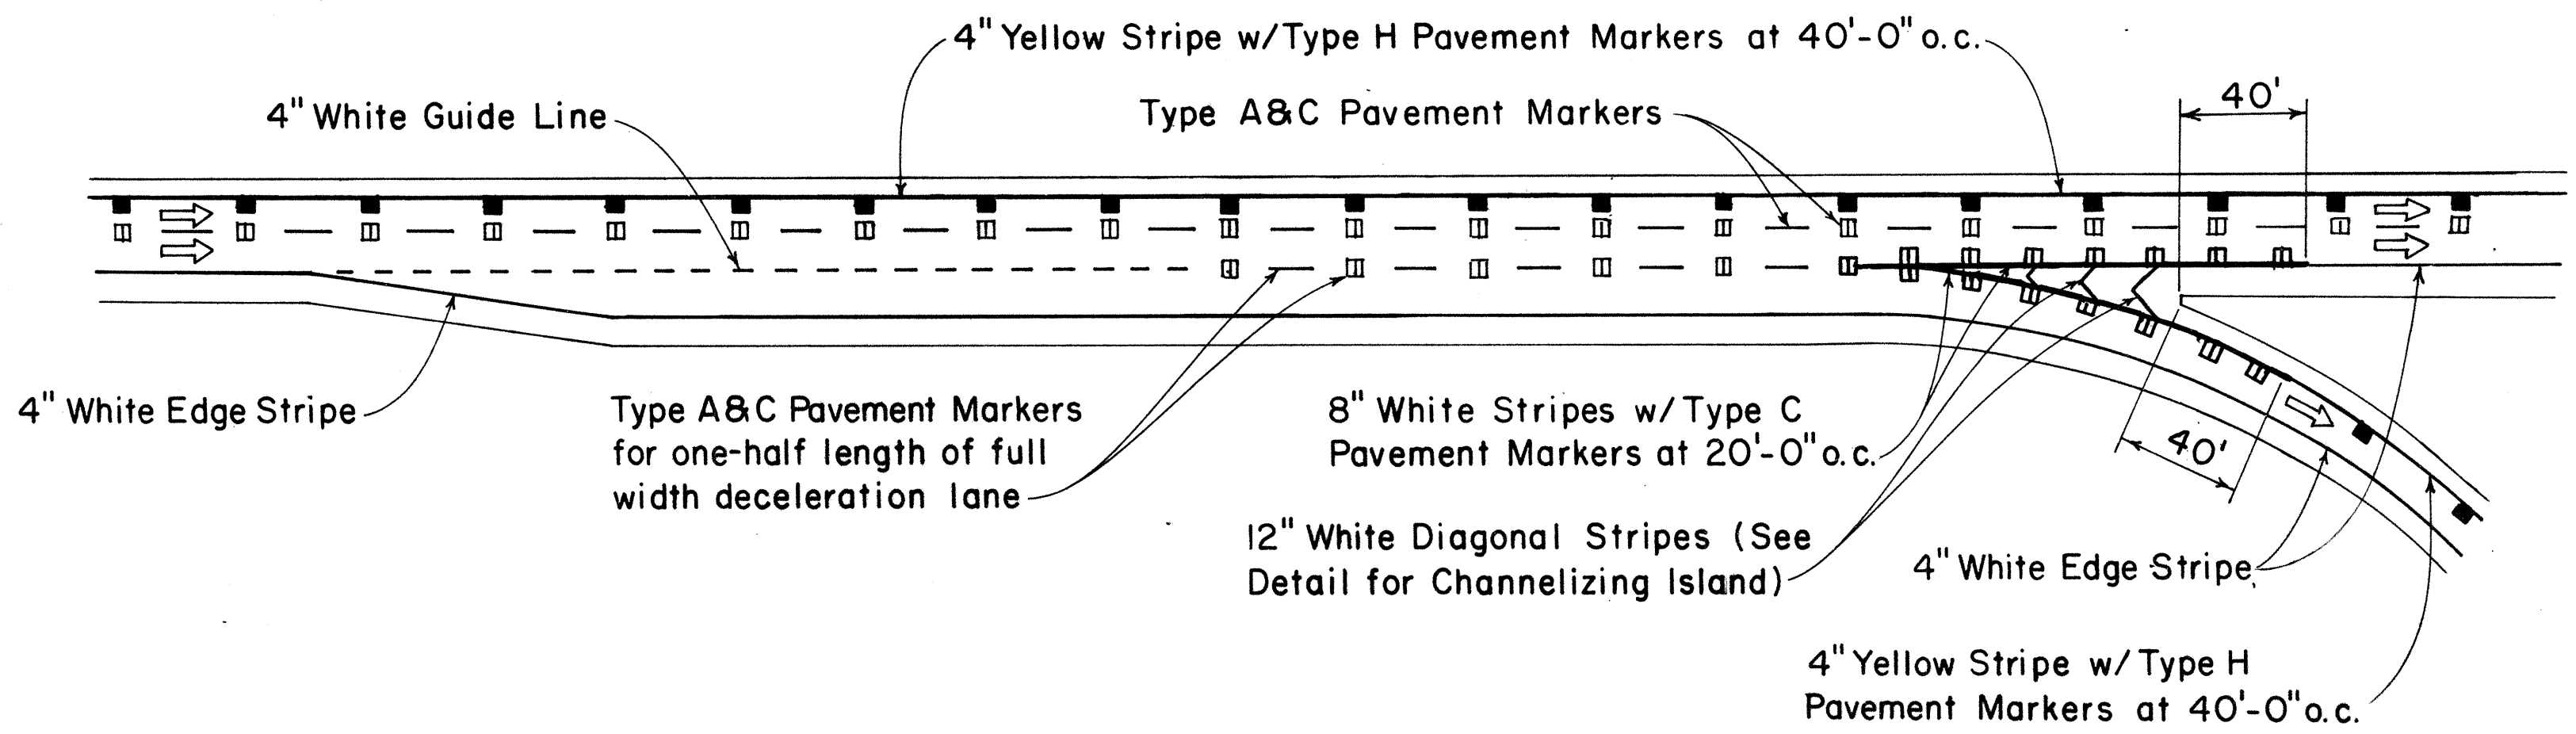 4" Yellow Stripe w/Type H Pavement Markers at 40'-0" o.c.
4" White Guide Line
Type A&C Pavement Markers
40'
4" White Edge Stripe
Type A&C Pavement Markers
for one-half length of full
width deceleration lane
8" White Stripes w/Type C
Pavement Markers at 20'-0" o.c.
40'
12" White Diagonal Stripes (See
Detail for Channelizing Island)
4" White Edge Stripe
4" Yellow Stripe w/Type H
Pavement Markers at 40'-0" o.c.